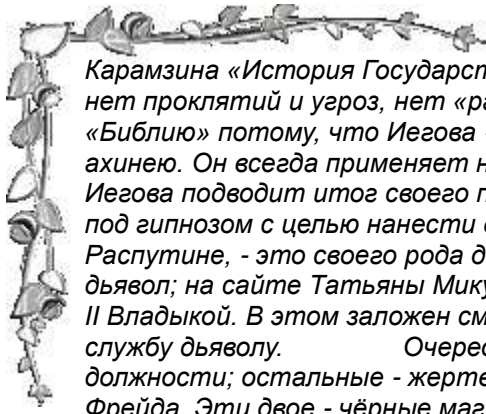 Карамзина «История Государст
нет проклятий и угроз, нет «ра
«Библию» потому, что Иегова
ахинею. Он всегда применяет н
Иегова подводит итог своего п
под гипнозом с целью нанести
Распутине, - это своего рода д
дьявол; на сайте Татьяны Мику
II Владыкой. В этом заложен см
службу дьяволу. Очеред
должности; остальные - жертв
Фрейда. Эти двое - чёрные маг